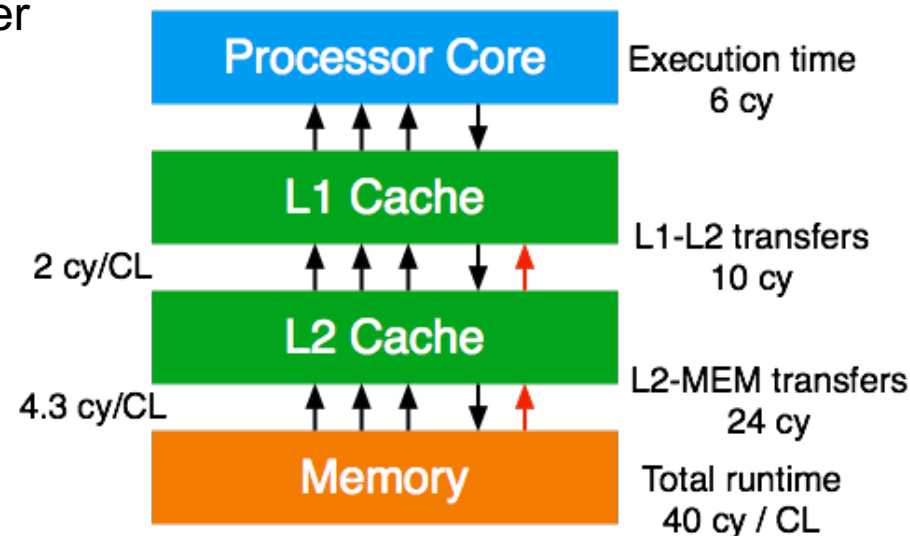 er
Processor Core
Execution time
6 cy
L1 Cache
L1-L2 transfers
10 cy
2 cy/CL
L2 Cache
L2-MEM transfers
24 cy
4.3 cy/CL
Memory
Total runtime
40 cy / CL